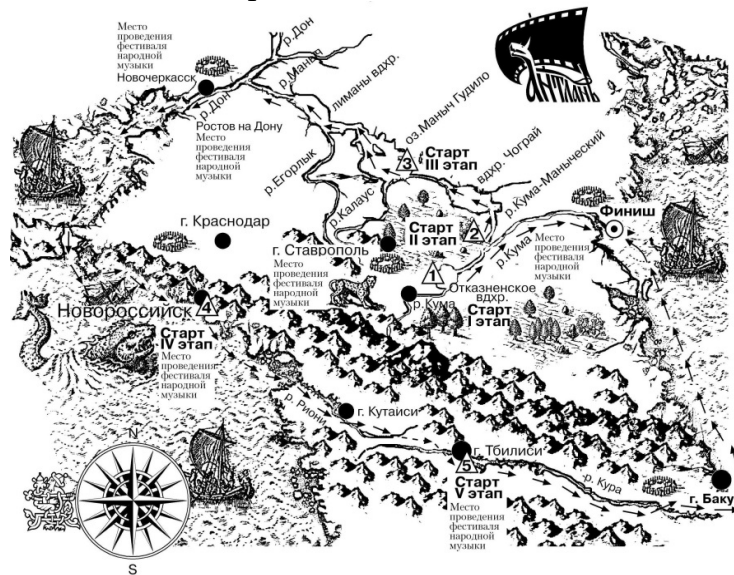 Место
проведения
фестиваля
народной
музыки
Новочеркасск
р.Дон
р.Маныч
лиманы вдхр.
оз.Маныч Гудило
р.Дон
Ростов на Дону
Место
проведения
фестиваля
народной
музыки
3
Старт
III этап
вдхр. Чограй
р.Кума-Маныческий
р.Егорлык
р.Калаус
г. Краснодар
г. Ставрополь
Место
проведения
фестиваля
народной
музыки
Старт
II этап
2
Финиш
р.Кума
Место
проведения
фестиваля
народной
музыки
1
Отказненское
вдхр.
р.Кума
Старт
I этап
Новороссийск
4
Старт
IV этап
Место
проведения
фестиваля
народной
музыки
р. Риони
г. Кутаиси
г. Тбилиси
5
Старт
V этап
Место
проведения
фестиваля
народной
музыки
р. Кура
г. Баку
N
S